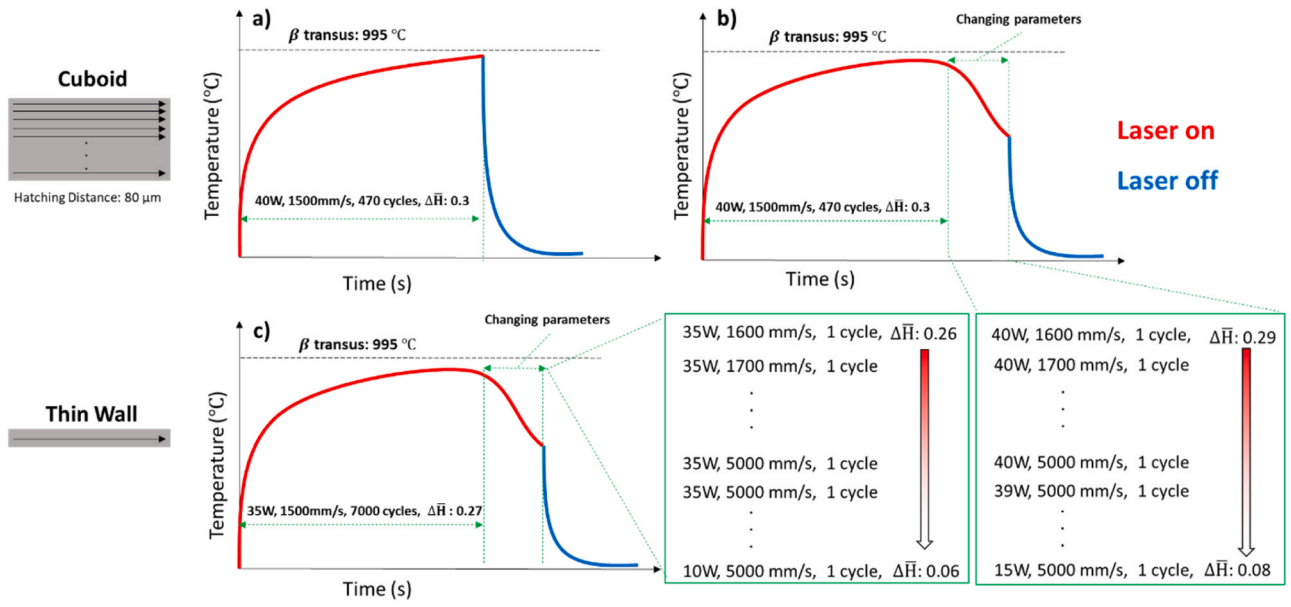 a)
β transus: 995 °C
Temperature (°C)
40W, 1500mm/s, 470 cycles, ΔH̅: 0.3
Time (s)
Cuboid
Hatching Distance: 80 μm
b)
Changing parameters
β transus: 995 °C
Temperature (°C)
40W, 1500mm/s, 470 cycles, ΔH̅: 0.3
Time (s)
Laser on
Laser off
c)
Changing parameters
β transus: 995 °C
Temperature (°C)
35W, 1500mm/s, 7000 cycles, ΔH̅ : 0.27
Time (s)
Thin Wall
35W, 1600 mm/s, 1 cycle, ΔH̅: 0.26
35W, 1700 mm/s, 1 cycle
35W, 5000 mm/s, 1 cycle
35W, 5000 mm/s, 1 cycle
10W, 5000 mm/s, 1 cycle, ΔH̅: 0.06
40W, 1600 mm/s, 1 cycle, ΔH̅: 0.29
40W, 1700 mm/s, 1 cycle
40W, 5000 mm/s, 1 cycle
39W, 5000 mm/s, 1 cycle
15W, 5000 mm/s, 1 cycle, ΔH̅: 0.08